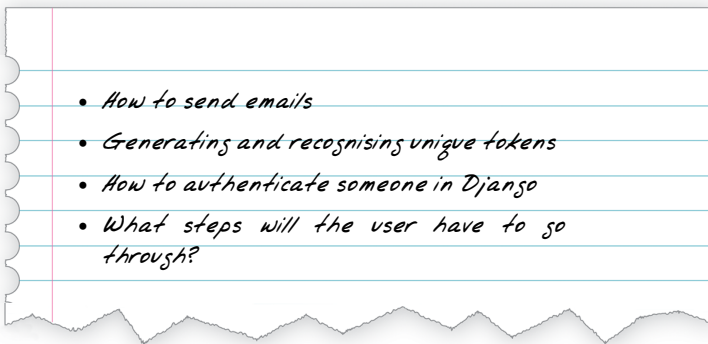 • How to send emails
• Generating and recognising unique tokens
• How to authenticate someone in Django
• What steps will the user have to go
through?